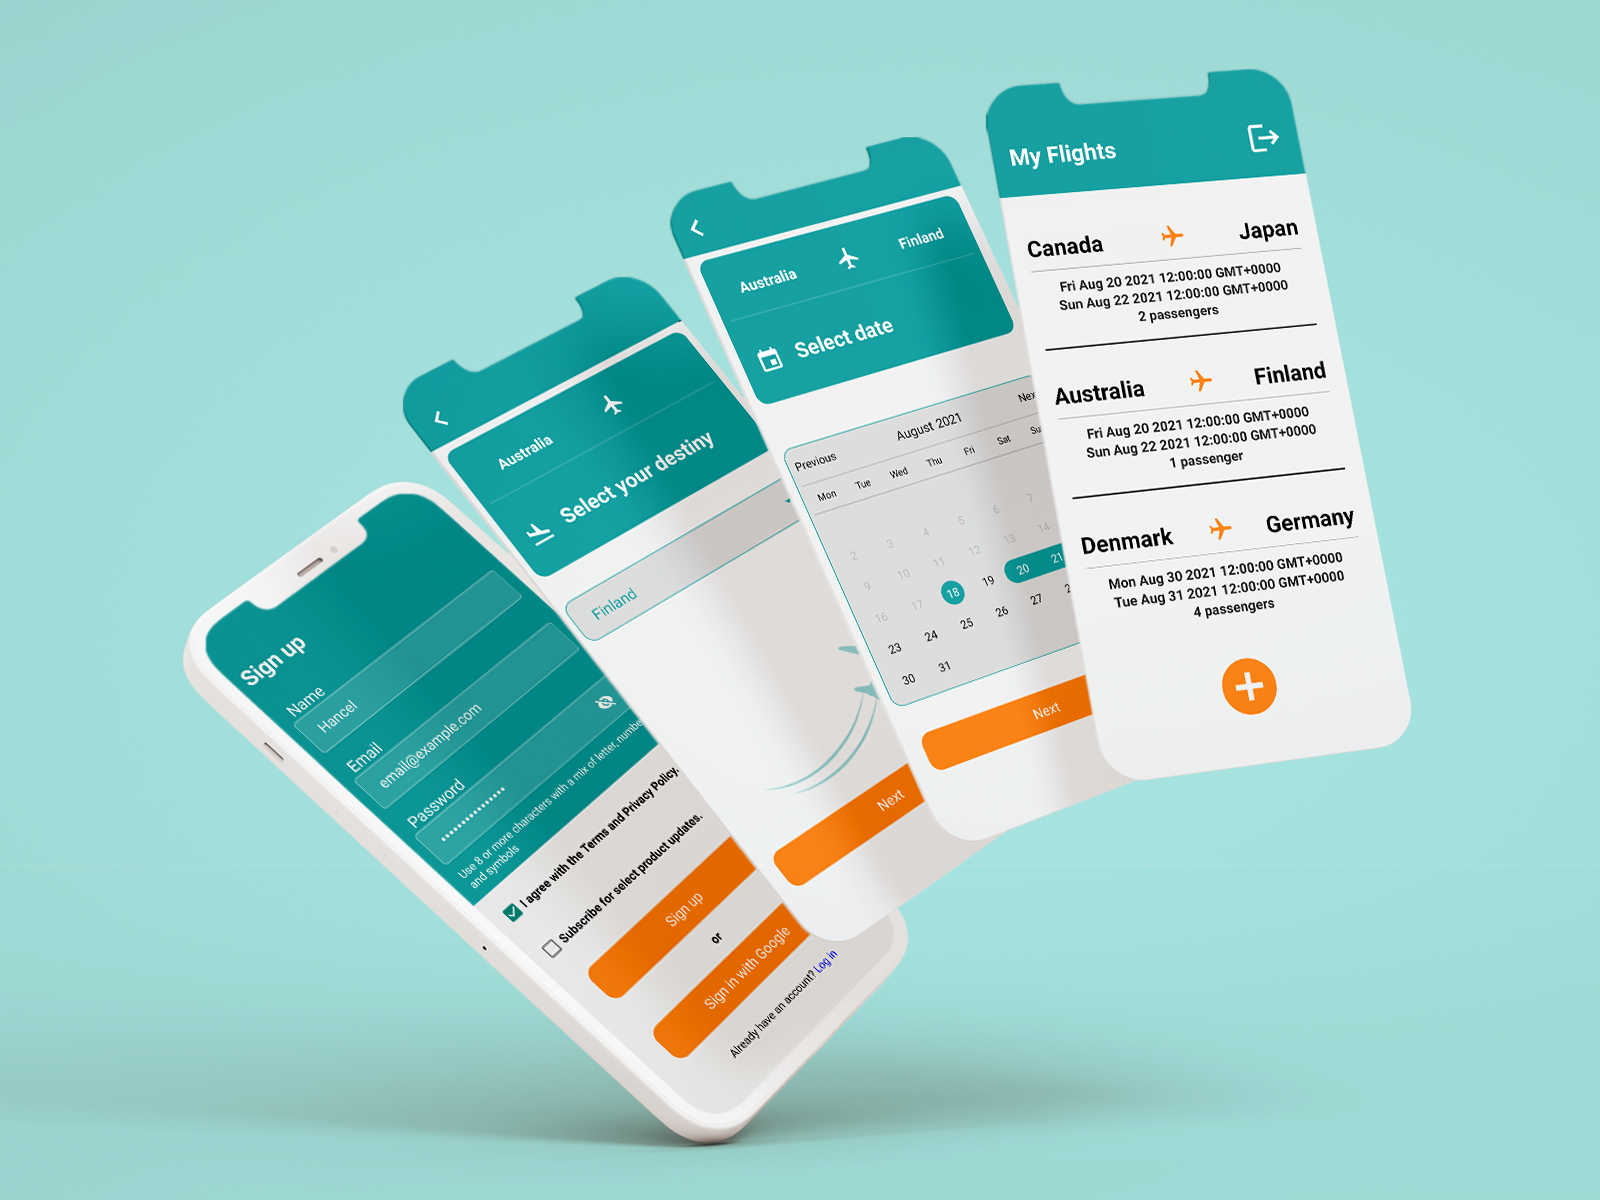 Sign up
Name
Hancel
Email
email@example.com
Password
Use 8 or more characters with a mix of letter,
and symbols
I agree with the Terms and Privacy Policy.
Subscribe for select product updates.
Sign up
or
Sign in with Google
Already have an account? Log in
Australia
Select your destiny
Finland
Next
Australia
Finland
Select date
Previous
August 2021
Mon Tue Wed Thu Fri Sat
2 3 4 5 6 7
9 10 11 12 13 14
16 17 18 19 20 21
23 24 25 26 27
30 31
Next
My Flights
Canada
Japan
Fri Aug 20 2021 12:00:00 GMT+0000
Sun Aug 22 2021 12:00:00 GMT+0000
2 passengers
Australia
Finland
Fri Aug 20 2021 12:00:00 GMT+0000
Sun Aug 22 2021 12:00:00 GMT+0000
1 passenger
Denmark
Germany
Mon Aug 30 2021 12:00:00 GMT+0000
Tue Aug 31 2021 12:00:00 GMT+0000
4 passengers